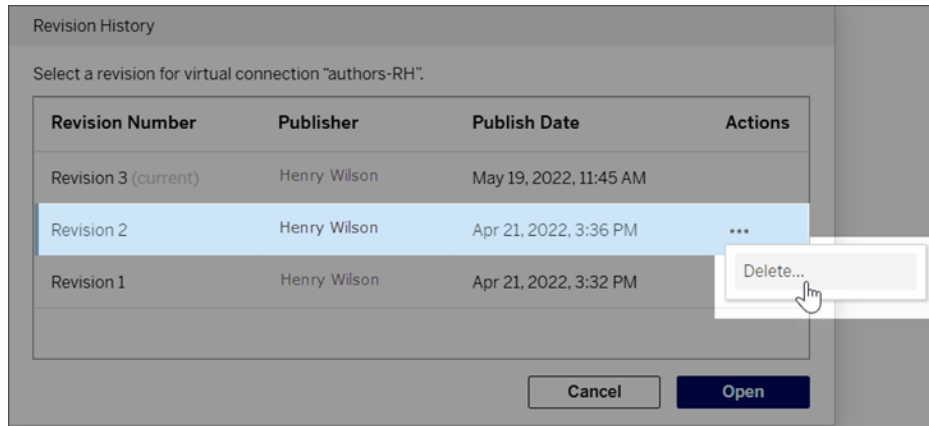 Revision History
Select a revision for virtual connection “authors-RH”.
Revision Number Publisher Publish Date Actions
Revision 3 (current) Henry Wilson May 19, 2022, 11:45 AM
Revision 2 Henry Wilson Apr 21, 2022, 3:36 PM •••
Delete...
Revision 1 Henry Wilson Apr 21, 2022, 3:32 PM
Cancel Open